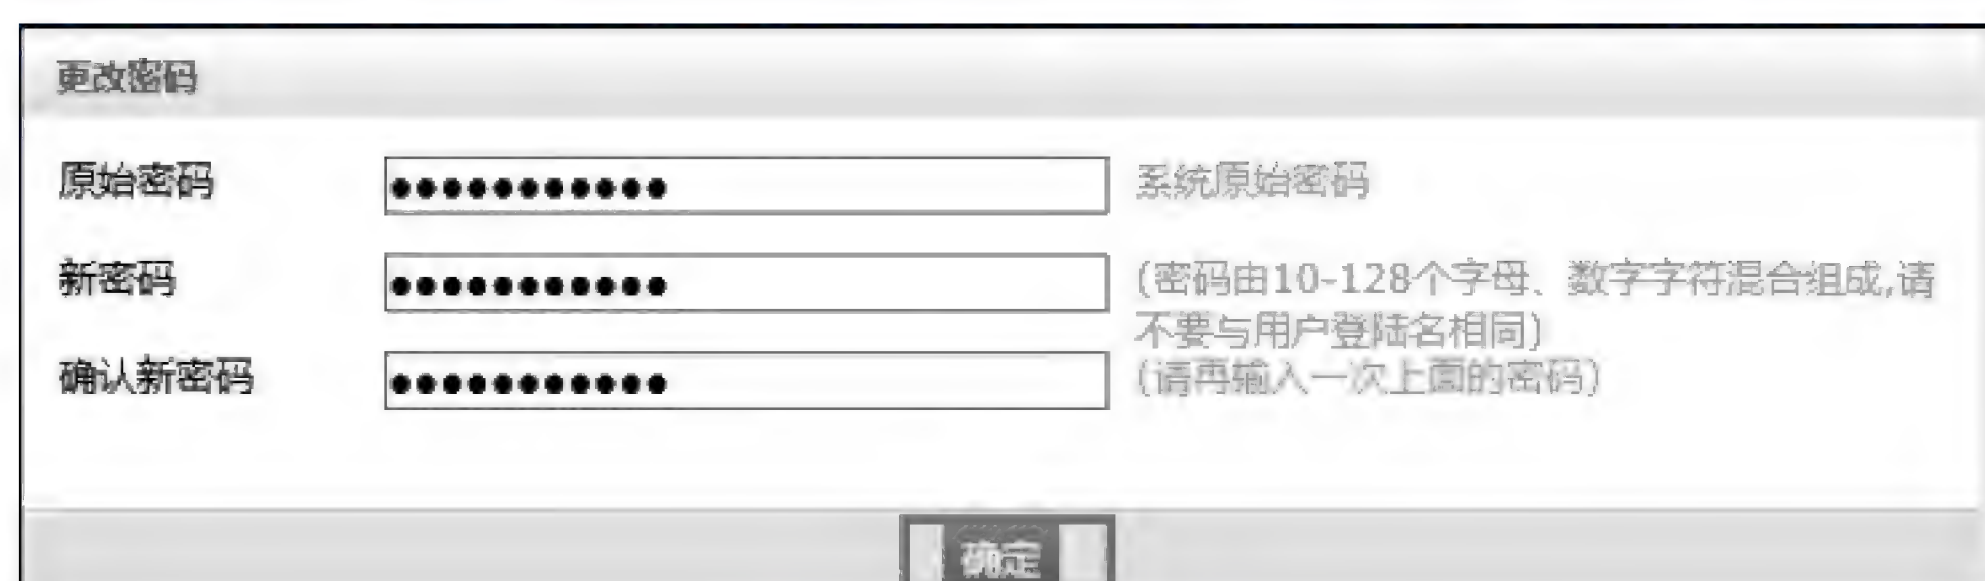 更改密码
原始密码 ●●●●●●●●●●● 系统原始密码
新密码 ●●●●●●●●●●● (密码由10-128个字母、数字字符混合组成,请
不要与用户登陆名相同)
确认新密码 ●●●●●●●●●●● (请再输入一次上面的密码)
确定